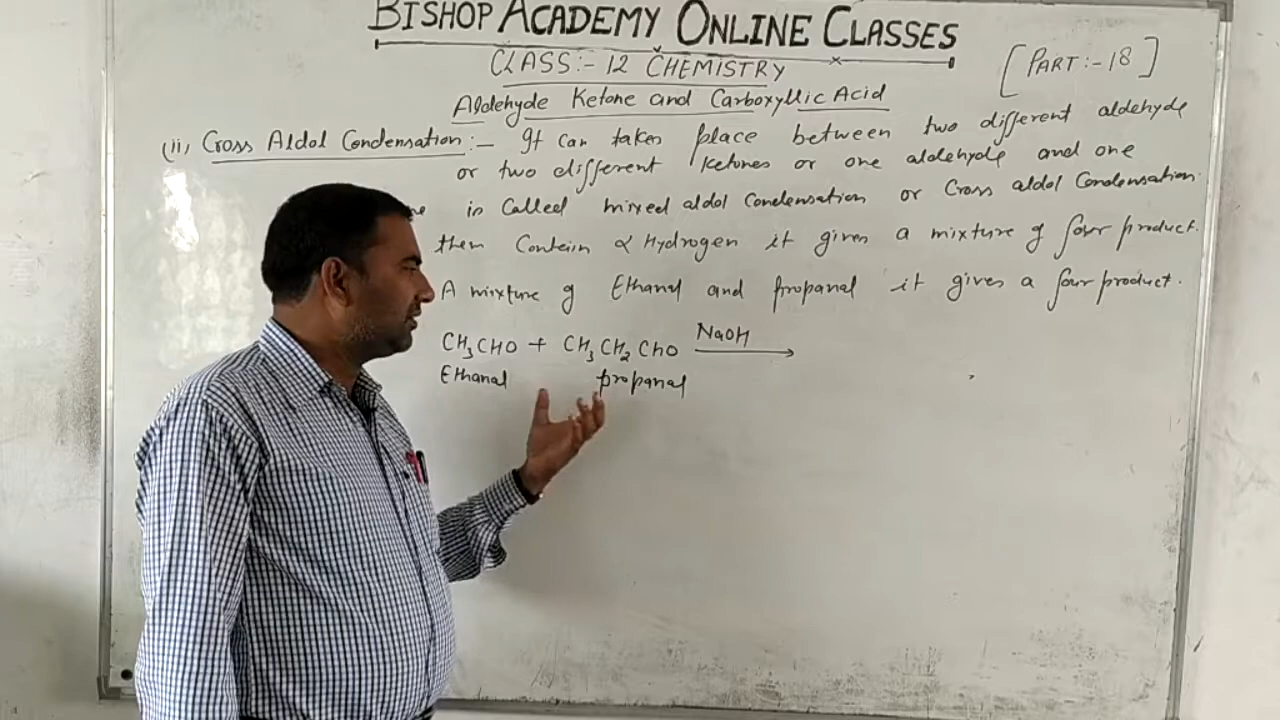 BISHOP ACADEMY ONLINE CLASSES
CLASS:- 12 CHEMISTRY
[PART:-18]
Aldehyde Ketone and Carboxyllic Acid
(ii) Cross Aldol Condensation:- It can takes place between two different aldehyde
or two different Ketones or one aldehyde and one
is Called mixed aldol Condensation or Cross aldol Condensation
them Contein α Hydrogen it gives a mixture of four product.
A mixture of Ethanal and propanal it gives a four product.
CH3CHO + CH3CH2CHO NaOH
Ethanal propanal